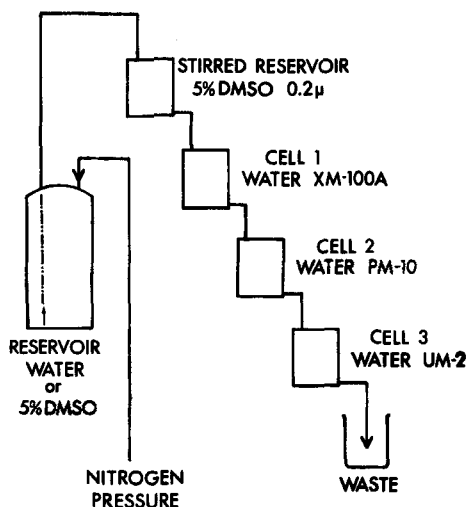 STIRRED RESERVOIR
5% DMSO 0.2μ
CELL 1
WATER XM-100A
CELL 2
WATER PM-10
CELL 3
WATER UM-2
RESERVOIR
WATER
or
5% DMSO
NITROGEN
PRESSURE
WASTE